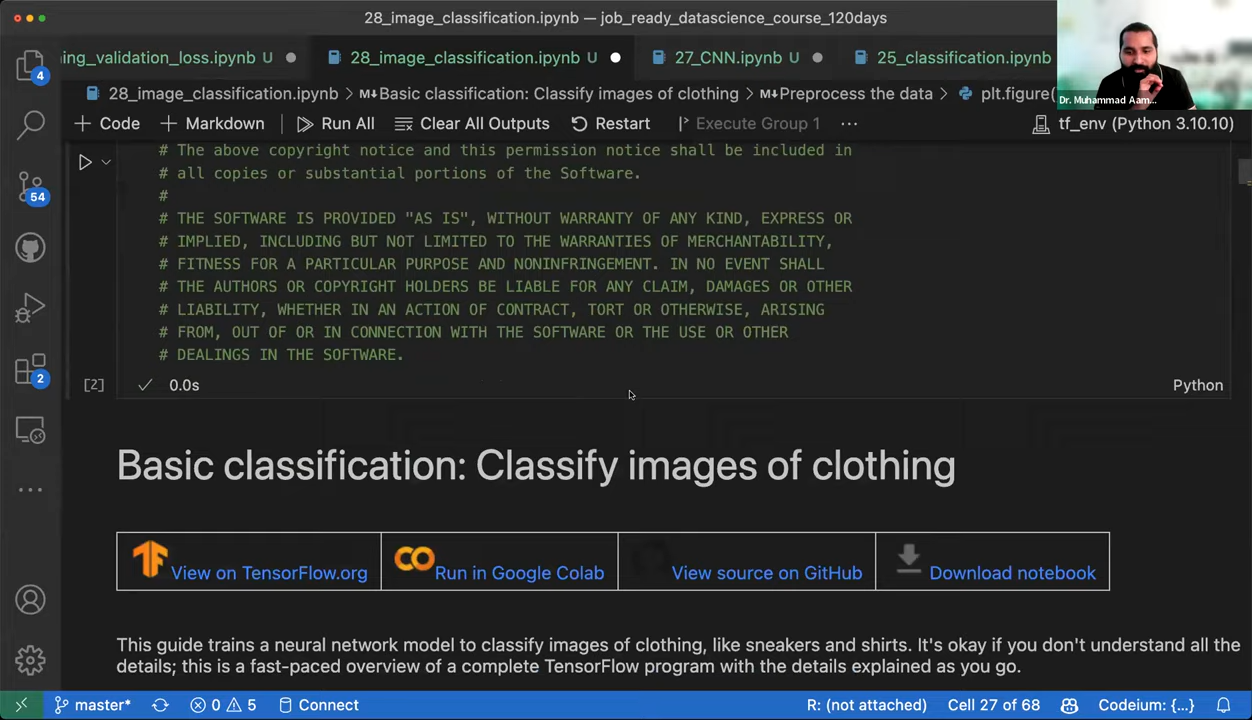 28_image_classification.ipynb — job_ready_datascience_course_120days
ing_validation_loss.ipynb U
28_image_classification.ipynb U
27_CNN.ipynb U
25_classification.ipynb
28_image_classification.ipynb > M↓Basic classification: Classify images of clothing > M↓Preprocess the data > plt.figure(
Dr. Muhammad Aam...
+ Code + Markdown Run All Clear All Outputs Restart Execute Group 1 ... tf_env (Python 3.10.10)
# The above copyright notice and this permission notice shall be included in
# all copies or substantial portions of the Software.
#
# THE SOFTWARE IS PROVIDED "AS IS", WITHOUT WARRANTY OF ANY KIND, EXPRESS OR
# IMPLIED, INCLUDING BUT NOT LIMITED TO THE WARRANTIES OF MERCHANTABILITY,
# FITNESS FOR A PARTICULAR PURPOSE AND NONINFRINGEMENT. IN NO EVENT SHALL
# THE AUTHORS OR COPYRIGHT HOLDERS BE LIABLE FOR ANY CLAIM, DAMAGES OR OTHER
# LIABILITY, WHETHER IN AN ACTION OF CONTRACT, TORT OR OTHERWISE, ARISING
# FROM, OUT OF OR IN CONNECTION WITH THE SOFTWARE OR THE USE OR OTHER
# DEALINGS IN THE SOFTWARE.
[2] ✓ 0.0s Python
4
54
2
Basic classification: Classify images of clothing
View on TensorFlow.org
Run in Google Colab
View source on GitHub
Download notebook
This guide trains a neural network model to classify images of clothing, like sneakers and shirts. It's okay if you don't understand all the
details; this is a fast-paced overview of a complete TensorFlow program with the details explained as you go.
master* 0 5 Connect R: (not attached) Cell 27 of 68 Codeium: {...}